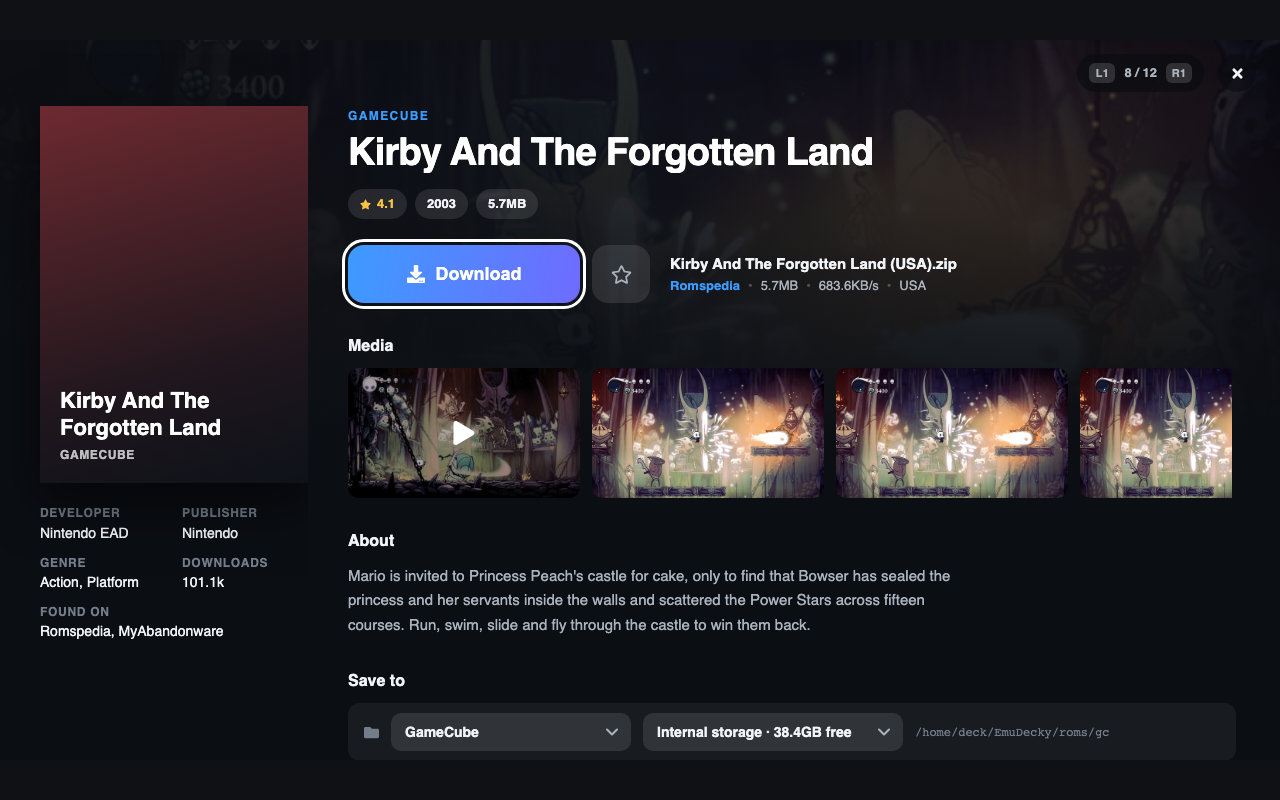 3400
L1 8 / 12 R1
GAMECUBE
Kirby And The Forgotten Land
4.1 2003 5.7MB
Download
Kirby And The Forgotten Land (USA).zip
Romspedia • 5.7MB • 683.6KB/s • USA
Kirby And The
Forgotten Land
GAMECUBE
DEVELOPER
Nintendo EAD
PUBLISHER
Nintendo
GENRE
Action, Platform
DOWNLOADS
101.1k
FOUND ON
Romspedia, MyAbandonware
Media
3400
3400
3400
About
Mario is invited to Princess Peach's castle for cake, only to find that Bowser has sealed the
princess and her servants inside the walls and scattered the Power Stars across fifteen
courses. Run, swim, slide and fly through the castle to win them back.
Save to
GameCube
Internal storage · 38.4GB free
/home/deck/EmuDecky/roms/gc